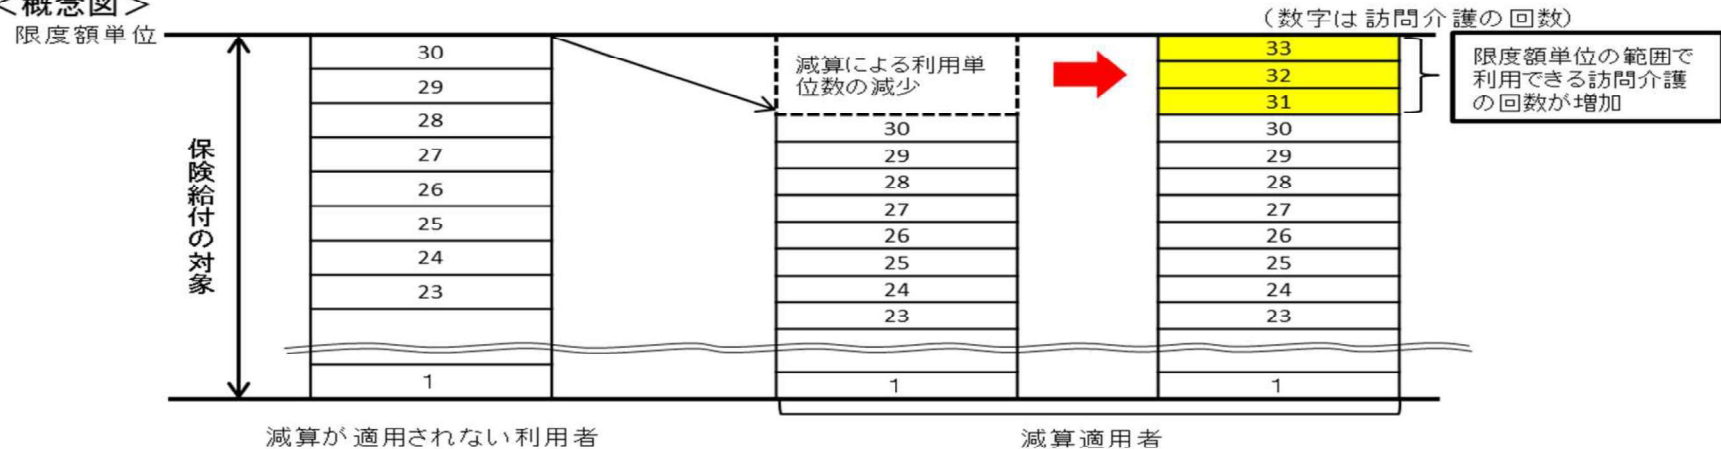 ＜概念図＞
限度額単位
（数字は訪問介護の回数）
保険給付の対象
30
29
28
27
26
25
24
23
1
減算による利用単
位数の減少
30
29
28
27
26
25
24
23
1
33
32
31
30
29
28
27
26
25
24
23
1
限度額単位の範囲で
利用できる訪問介護
の回数が増加
減算が適用されない利用者
減算適用者